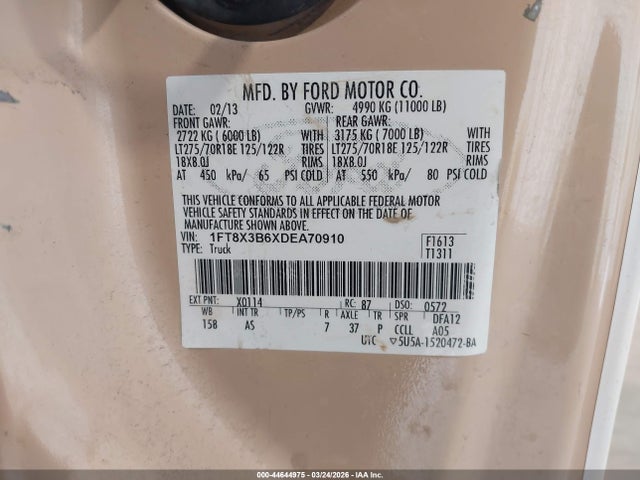 MFD. BY FORD MOTOR CO.
DATE: 02/13 GVWR: 4990 KG (11000 LB)
FRONT GAWR: REAR GAWR:
2722 KG ( 6000 LB) WITH 3175 KG ( 7000 LB) WITH
LT275/70R18E 125/122R TIRES LT275/70R18E 125/122R TIRES
18X8.0J RIMS 18X8.0J RIMS
AT 450 kPa/ 65 PSI COLD AT 550 kPa/ 80 PSI COLD
THIS VEHICLE CONFORMS TO ALL APPLICABLE FEDERAL MOTOR
VEHICLE SAFETY STANDARDS IN EFFECT ON THE DATE OF
MANUFACTURE SHOWN ABOVE.
VIN: 1FT8X3B6XDEA70910 F1613
TYPE: Truck T1311
EXT PNT: X0114 RC: 87 DSO: 0572
WB INT TR TP/PS R AXLE TR SPR DFA12
158 AS 7 37 P CCLL A05
UTC ▽5U5A-1520472-BA
000-44644975 - 03/24/2026 - IAA Inc.